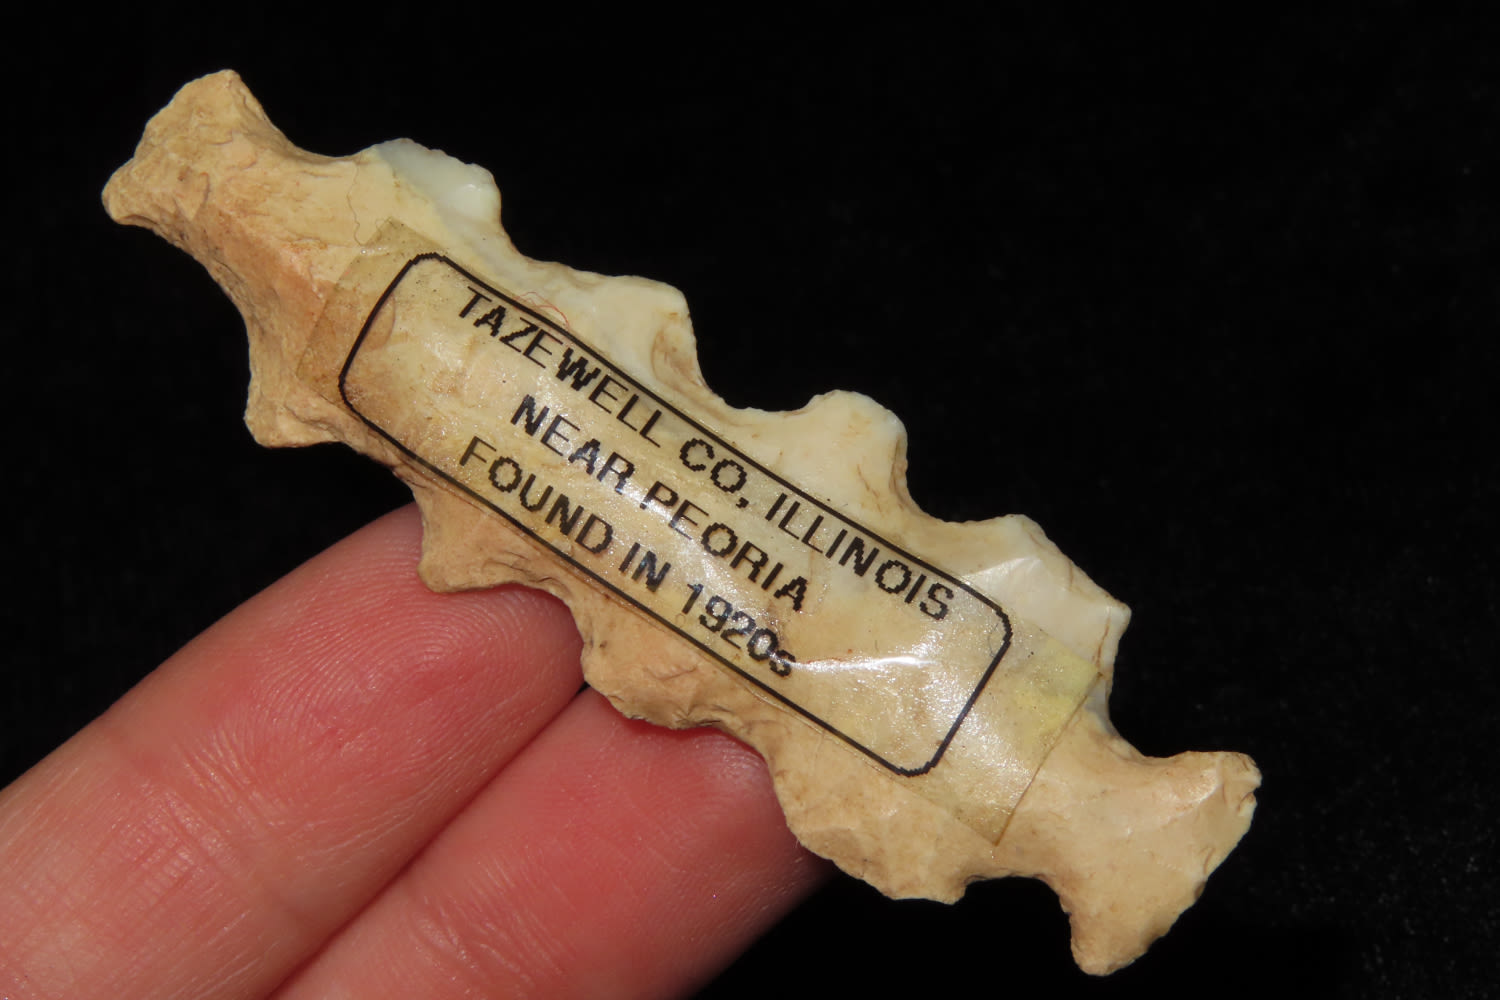 TAZEWELL CO, ILLINOIS
NEAR PEORIA
FOUND IN 1920s